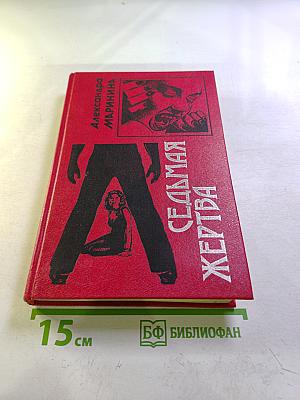 Александра
МАРИНИНА
СЕДЬМАЯ
ЖЕРТВА
15 см
БФ БИБЛИОФАН